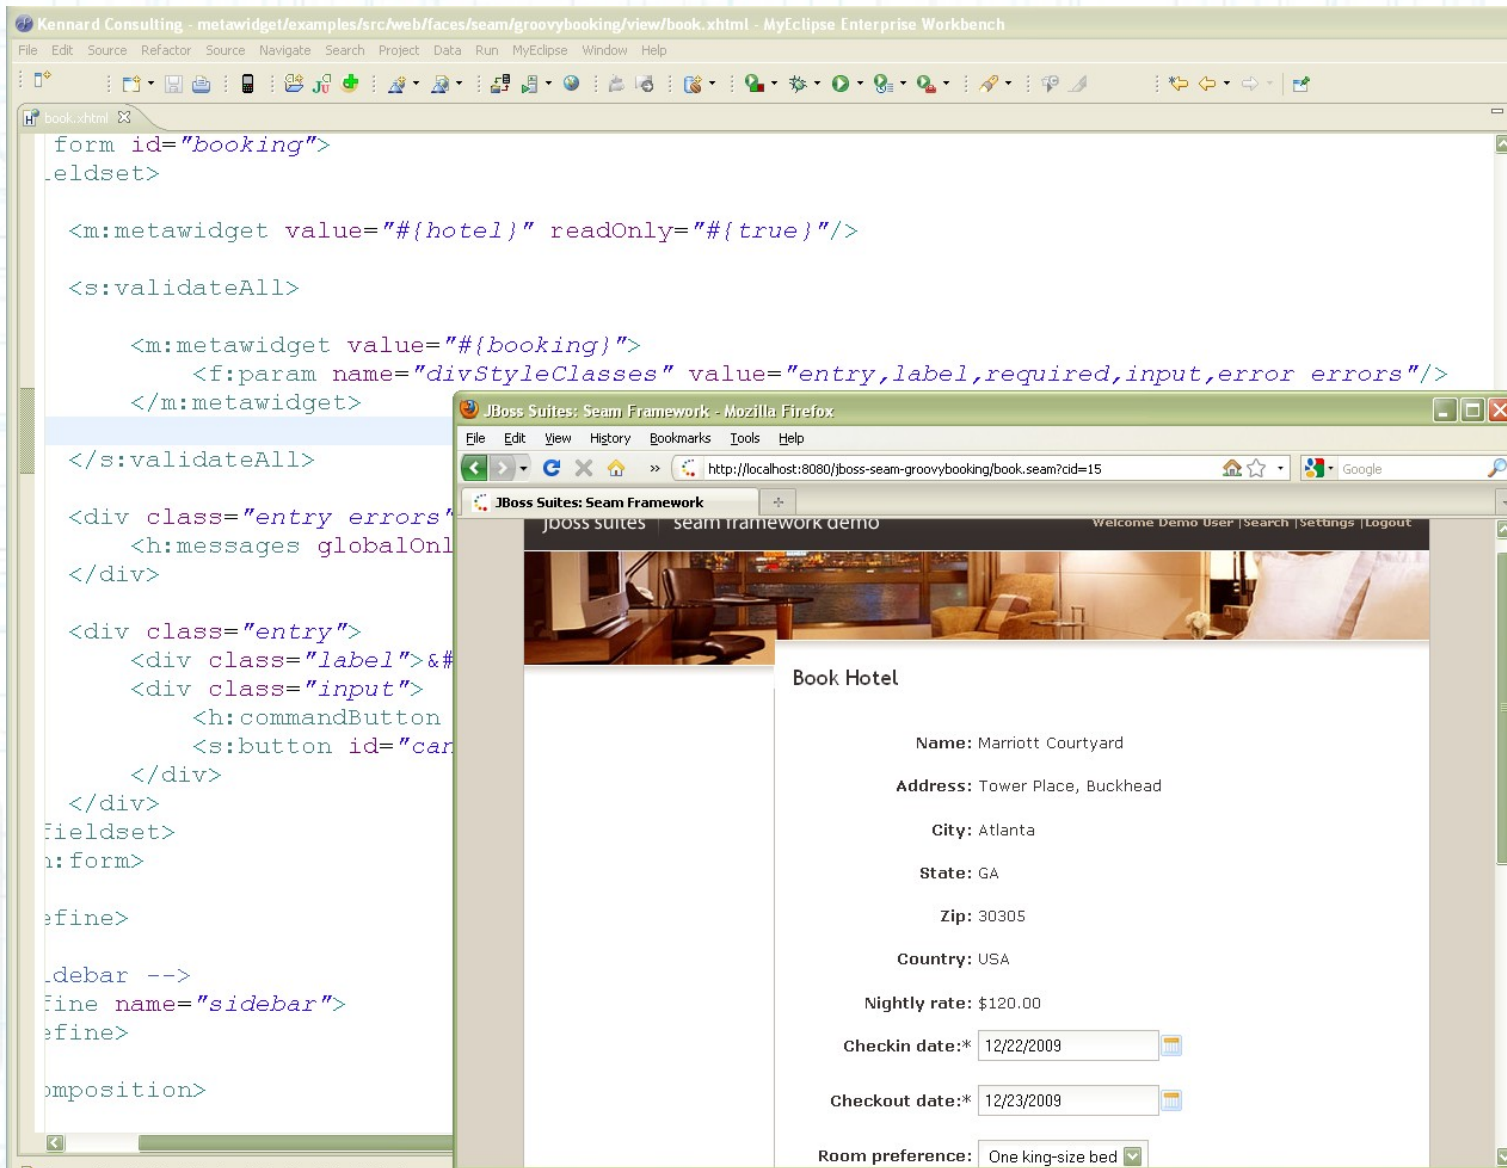 Kennard Consulting - metawidget/examples/src/web/faces/seam/groovybooking/view/book.xhtml - MyEclipse Enterprise Workbench
File Edit Source Refactor Source Navigate Search Project Data Run MyEclipse Window Help
book.xhtml
form id="booking">
eldset>
<m:metawidget value="#{hotel}" readOnly="#{true}"/>
<s:validateAll>
<m:metawidget value="#{booking}">
<f:param name="divStyleClasses" value="entry,label,required,input,error errors"/>
</m:metawidget>
</s:validateAll>
<div class="entry errors"
<h:messages globalOnl
</div>
<div class="entry">
<div class="label">&#
<div class="input">
<h:commandButton
<s:button id="can
</div>
</div>
fieldset>
h:form>
efine>
debar -->
fine name="sidebar">
efine>
omposition>
JBoss Suites: Seam Framework - Mozilla Firefox
File Edit View History Bookmarks Tools Help
http://localhost:8080/jboss-seam-groovybooking/book.seam?cid=15
Google
JBoss Suites: Seam Framework
jboss suites seam framework demo
Welcome Demo User |Search |Settings |Logout
Book Hotel
Name: Marriott Courtyard
Address: Tower Place, Buckhead
City: Atlanta
State: GA
Zip: 30305
Country: USA
Nightly rate: $120.00
Checkin date:* 12/22/2009
Checkout date:* 12/23/2009
Room preference: One king-size bed